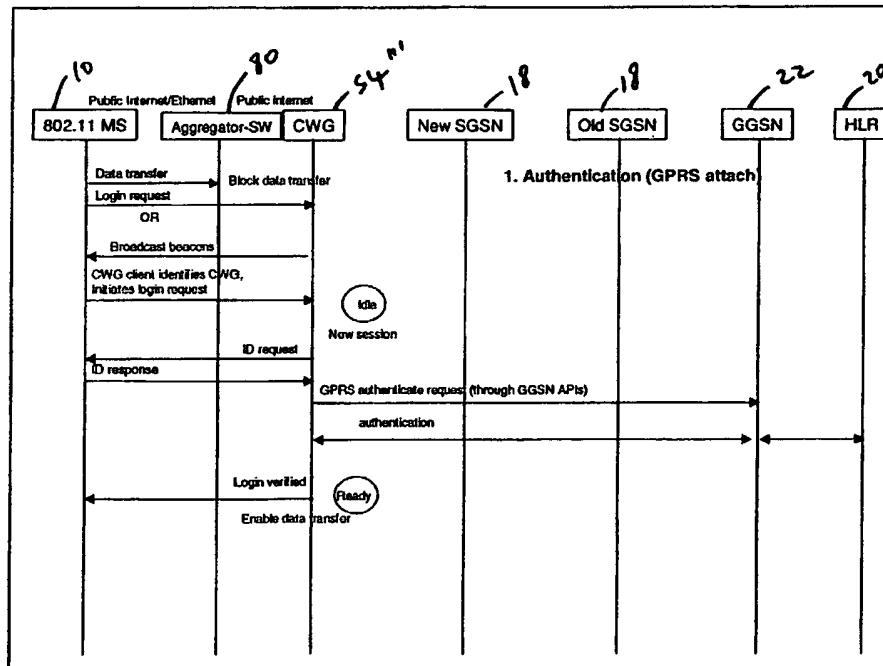 10
80
54'''
18
18
22
20
Public Internet/Ethernet
Public Internet
802.11 MS
Aggregator-SW
CWG
New SGSN
Old SGSN
GGSN
HLR
1. Authentication (GPRS attach)
Data transfer
Block data transfer
Login request
OR
Broadcast beacons
CWG client identifies CWG,
initiates login request
Idle
New session
ID request
ID response
GPRS authenticate request (through GGSN APIs)
authentication
Login verified
Ready
Enable data transfer